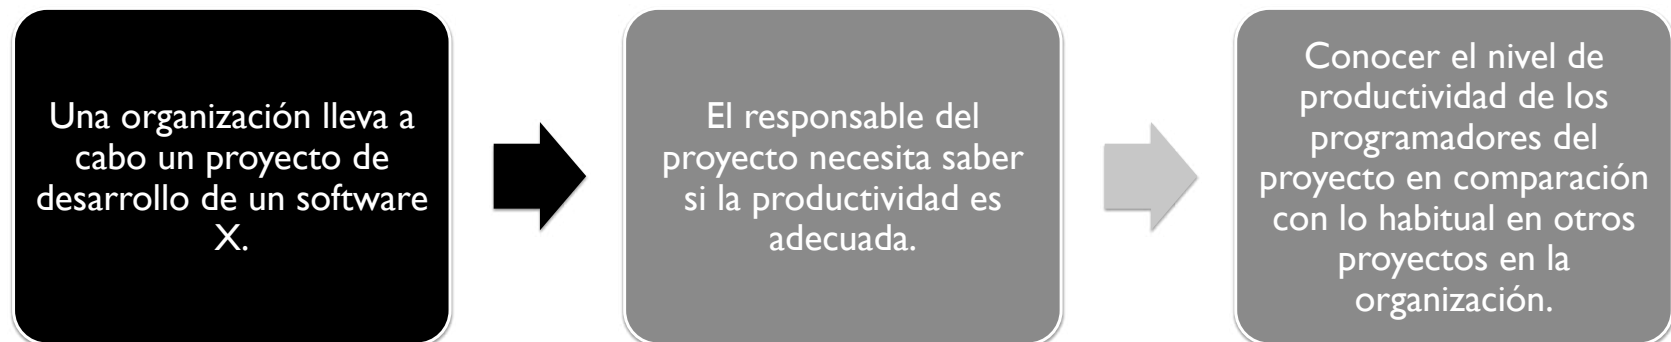 Una organización lleva a
cabo un proyecto de
desarrollo de un software
X.
El responsable del
proyecto necesita saber
si la productividad es
adecuada.
Conocer el nivel de
productividad de los
programadores del
proyecto en comparación
con lo habitual en otros
proyectos en la
organización.